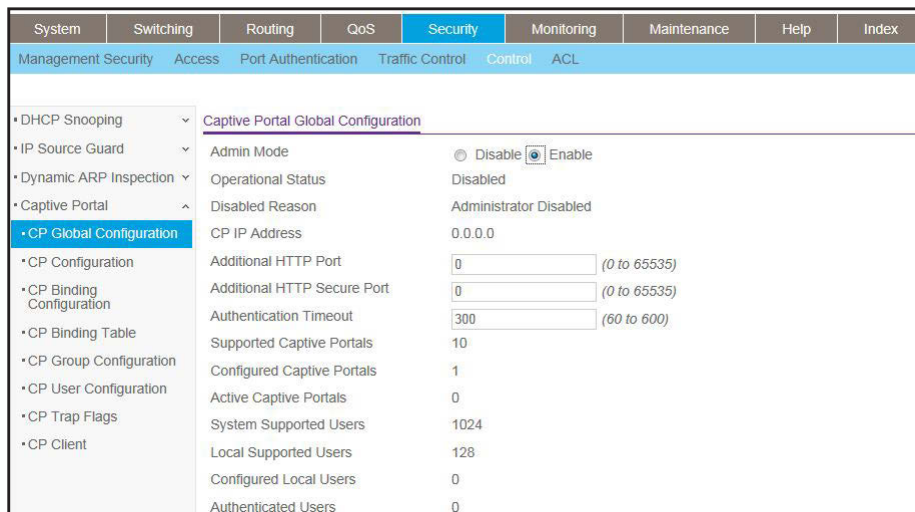 System Switching Routing QoS Security Monitoring Maintenance Help Index
Management Security Access Port Authentication Traffic Control Control ACL
DHCP Snooping
IP Source Guard
Dynamic ARP Inspection
Captive Portal
CP Global Configuration
CP Configuration
CP Binding
Configuration
CP Binding Table
CP Group Configuration
CP User Configuration
CP Trap Flags
CP Client
Captive Portal Global Configuration
Admin Mode Disable Enable
Operational Status Disabled
Disabled Reason Administrator Disabled
CP IP Address 0.0.0.0
Additional HTTP Port 0 (0 to 65535)
Additional HTTP Secure Port 0 (0 to 65535)
Authentication Timeout 300 (60 to 600)
Supported Captive Portals 10
Configured Captive Portals 1
Active Captive Portals 0
System Supported Users 1024
Local Supported Users 128
Configured Local Users 0
Authenticated Users 0